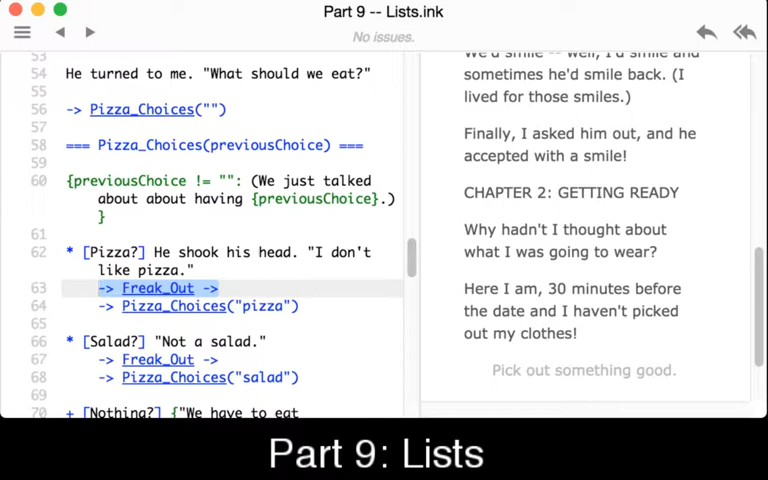 Part 9 -- Lists.ink
No issues.
53
54 He turned to me. "What should we eat?"
55
56 -> Pizza_Choices("")
57
58 === Pizza_Choices(previousChoice) ===
59
60 {previousChoice != "": (We just talked
about about having {previousChoice}.)
}
61
62 * [Pizza?] He shook his head. "I don't
like pizza."
63 -> Freak_Out ->
64 -> Pizza_Choices("pizza")
65
66 * [Salad?] "Not a salad."
67 -> Freak_Out ->
68 -> Pizza_Choices("salad")
69
70 + [Nothing?] {"We have to eat
We'd smile -- well, I'd smile and
sometimes he'd smile back. (I
lived for those smiles.)
Finally, I asked him out, and he
accepted with a smile!
CHAPTER 2: GETTING READY
Why hadn't I thought about
what I was going to wear?
Here I am, 30 minutes before
the date and I haven't picked
out my clothes!
Pick out something good.
Part 9: Lists